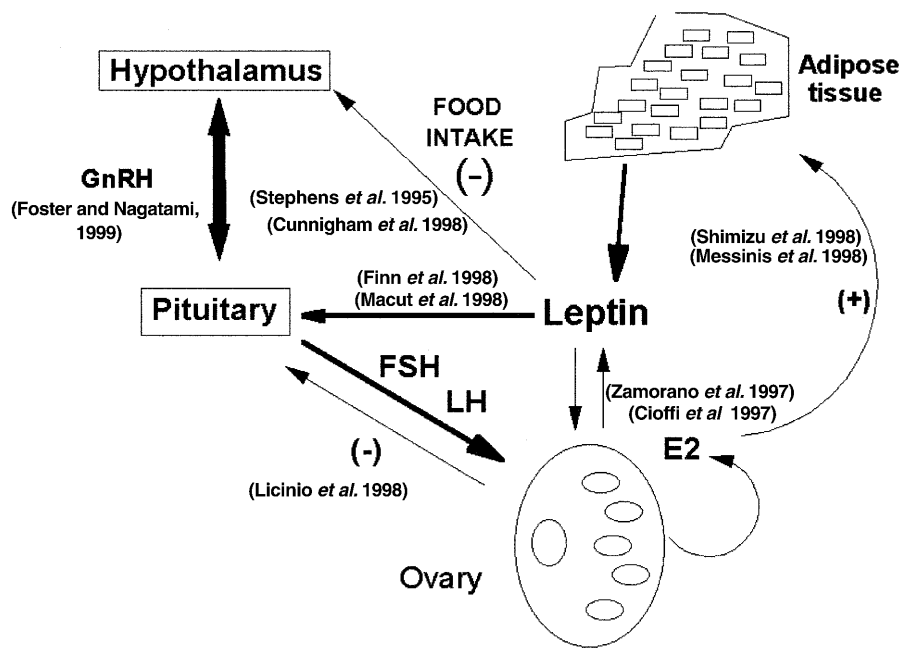 Hypothalamus
Adipose
tissue
FOOD
INTAKE
(-)
GnRH
(Foster and Nagatami,
1999)
(Stephens et al. 1995)
(Cunnigham et al. 1998)
(Shimizu et al. 1998)
(Messinis et al. 1998)
(+)
(Finn et al. 1998)
(Macut et al. 1998)
Pituitary
Leptin
FSH
LH
(Zamorano et al. 1997)
(Cioffi et al 1997)
E2
(-)
(Licinio et al. 1998)
Ovary